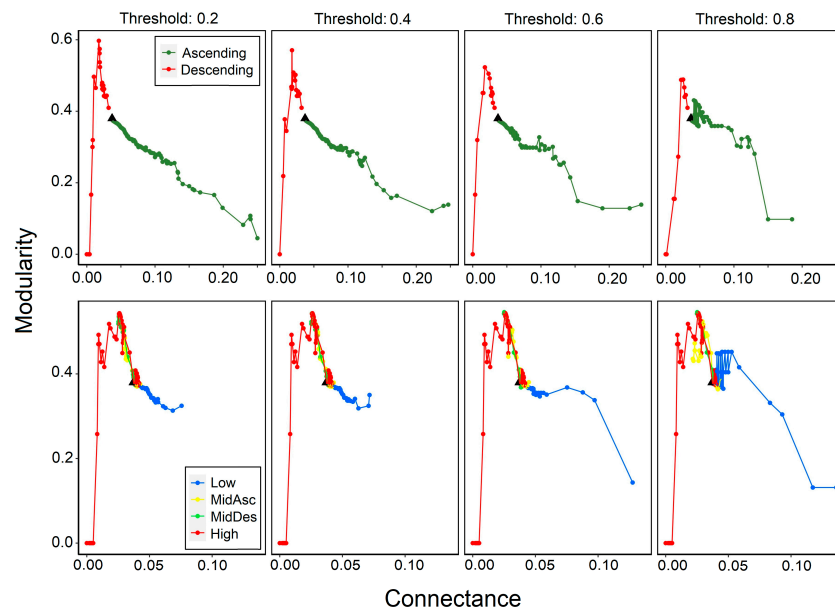 Threshold: 0.2 Threshold: 0.4 Threshold: 0.6 Threshold: 0.8
Modularity
0.6
0.4
0.2
0.0
Ascending
Descending
0.00 0.10 0.20 0.00 0.10 0.20 0.00 0.10 0.20 0.00 0.10 0.20
0.4
0.2
0.0
Low
MidAsc
MidDes
High
0.00 0.05 0.10 0.00 0.05 0.10 0.00 0.05 0.10 0.00 0.05 0.10
Connectance